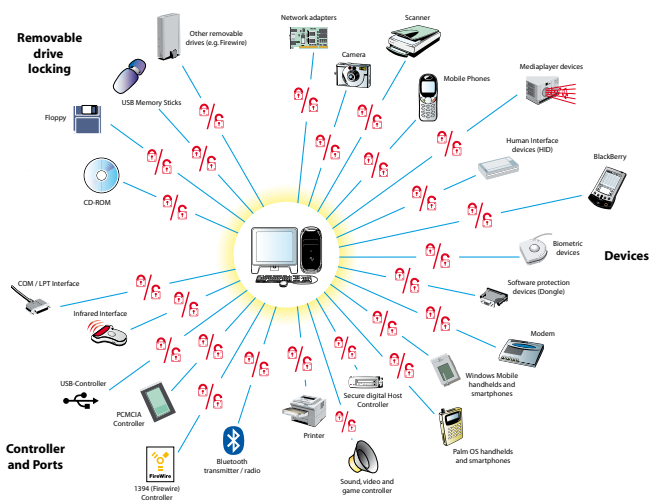 Removable
drive
locking
Other removable
drives (e.g. Firewire)
USB Memory Sticks
Floppy
CD-ROM
Network adapters
Camera
Scanner
Mobile Phones
Mediaplayer devices
Human Interface
devices (HID)
BlackBerry
Biometric
devices
Devices
Software protection
devices (Dongle)
Modem
Windows Mobile
handhelds and
smartphones
Palm OS handhelds
and smartphones
Secure digital Host
Controller
Sound, video and
game controller
Printer
Bluetooth
transmitter / radio
FireWire
1394 (Firewire)
Controller
PCMCIA
Controller
USB-Controller
Infrared Interface
COM / LPT Interface
Controller
and Ports